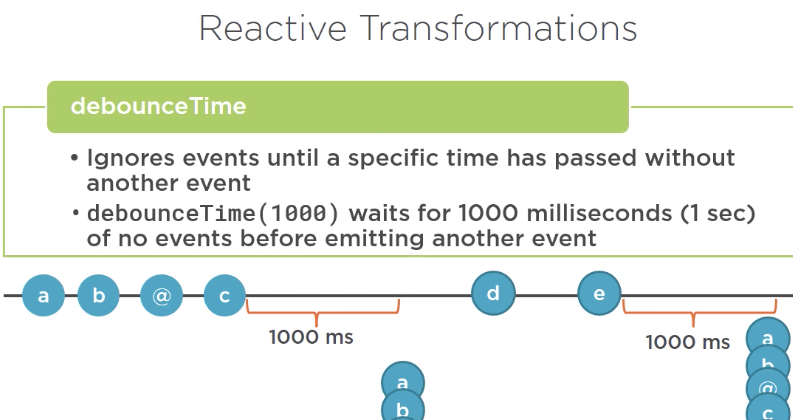 Reactive Transformations
debounceTime
• Ignores events until a specific time has passed without
another event
• debounceTime(1000) waits for 1000 milliseconds (1 sec)
of no events before emitting another event
a b @ c d e
1000 ms 1000 ms
a
b
a
b
@
c